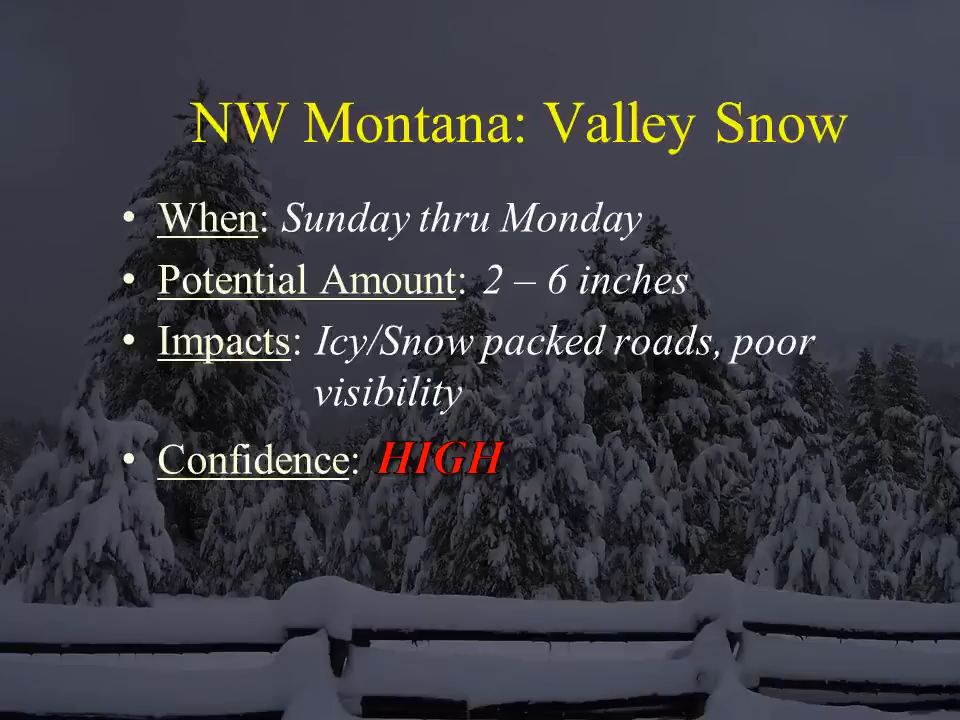 NW Montana: Valley Snow
• When: Sunday thru Monday
• Potential Amount: 2 – 6 inches
• Impacts: Icy/Snow packed roads, poor
visibility
• Confidence: HIGH